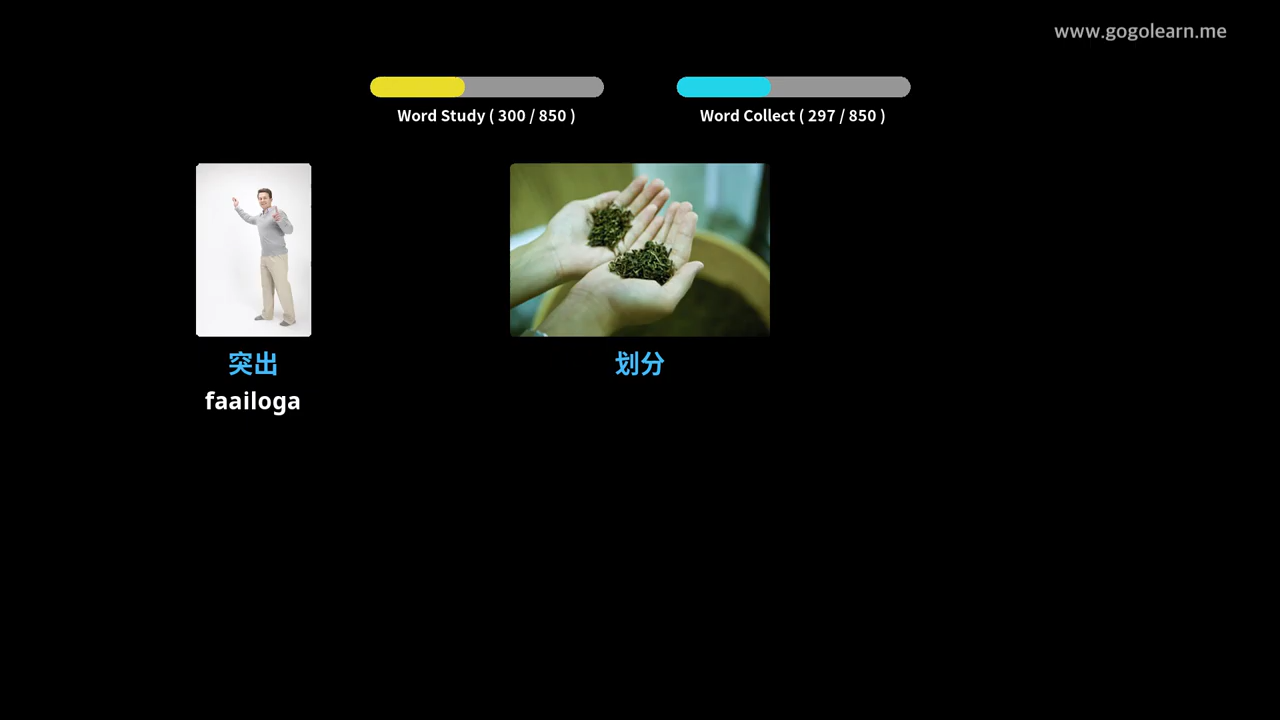 www.gogolearn.me
Word Study ( 300 / 850 )
Word Collect ( 297 / 850 )
突出
faailoga
划分